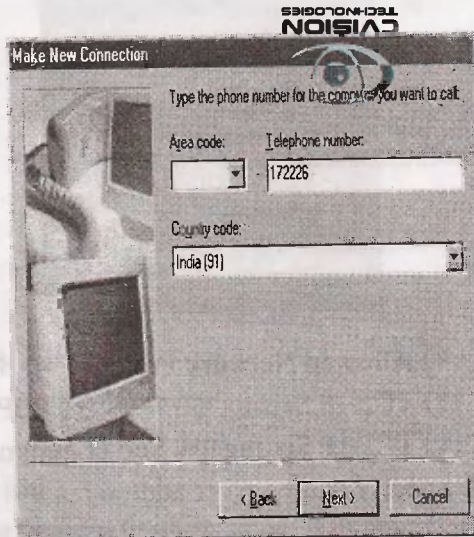 CVISION
TECHNOLOGIES
Make New Connection
Type the phone number for the computer you want to call:
Area code: Telephone number:
172226
Country code:
India (91)
< Back Next > Cancel